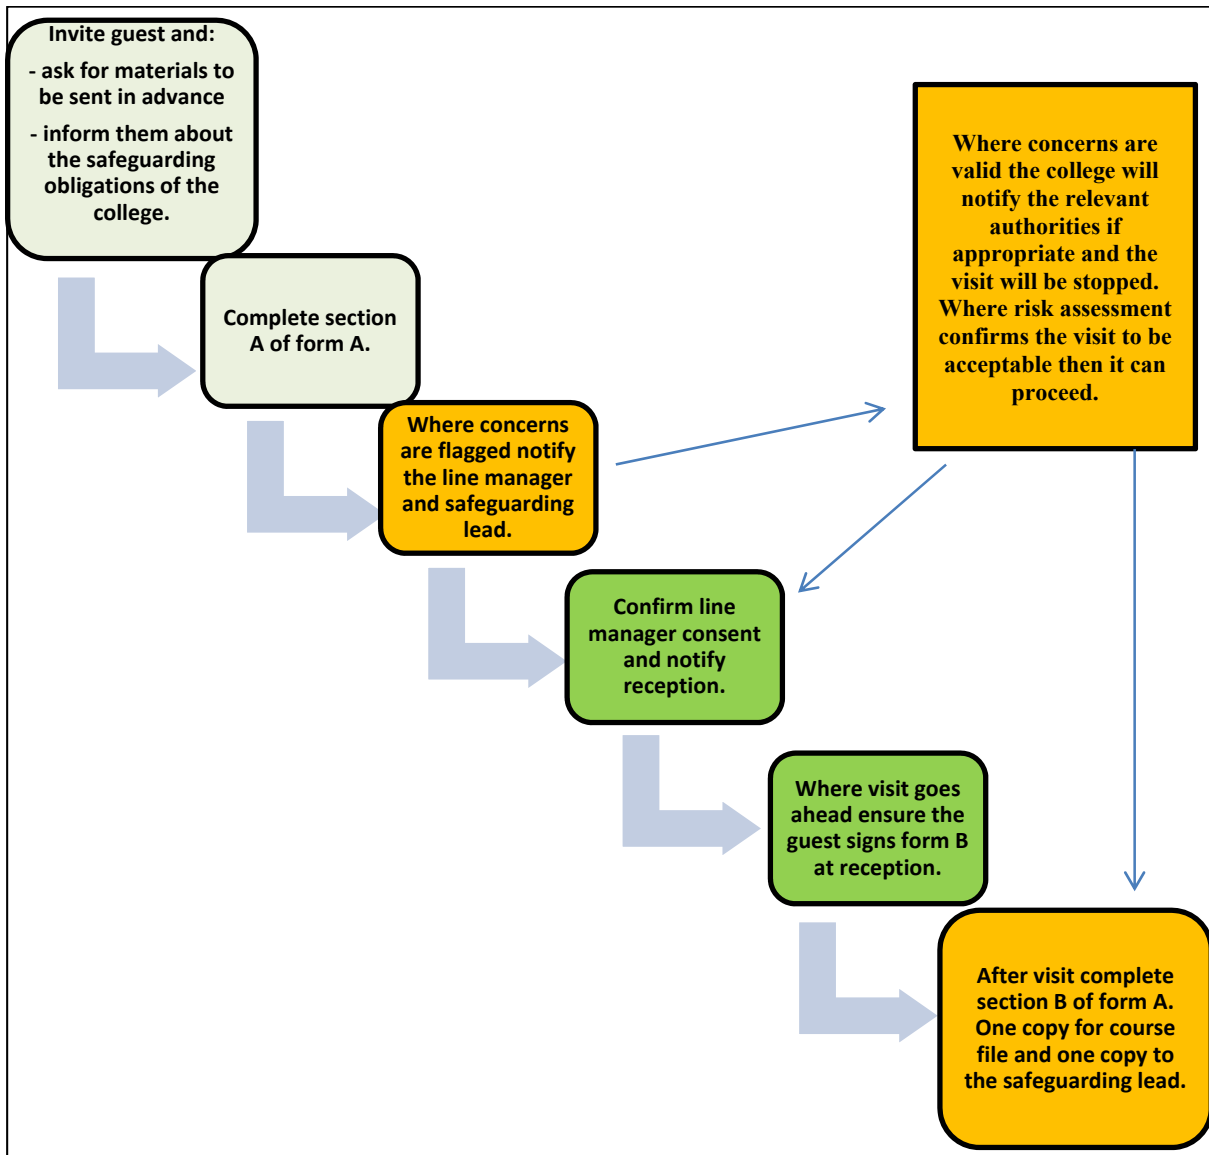 Invite guest and:
- ask for materials to
be sent in advance
- inform them about
the safeguarding
obligations of the
college.
Complete section
A of form A.
Where concerns
are flagged notify
the line manager
and safeguarding
lead.
Where concerns are
valid the college will
notify the relevant
authorities if
appropriate and the
visit will be stopped.
Where risk assessment
confirms the visit to be
acceptable then it can
proceed.
Confirm line
manager consent
and notify
reception.
Where visit goes
ahead ensure the
guest signs form B
at reception.
After visit complete
section B of form A.
One copy for course
file and one copy to
the safeguarding lead.